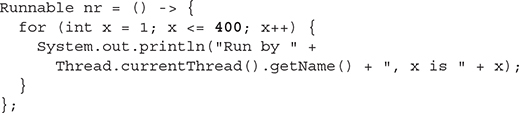 Runnable nr = () -> {
  for (int x = 1; x <= 400; x++) {
    System.out.println("Run by " +
      Thread.currentThread().getName() + ", x is " + x);
  }
};